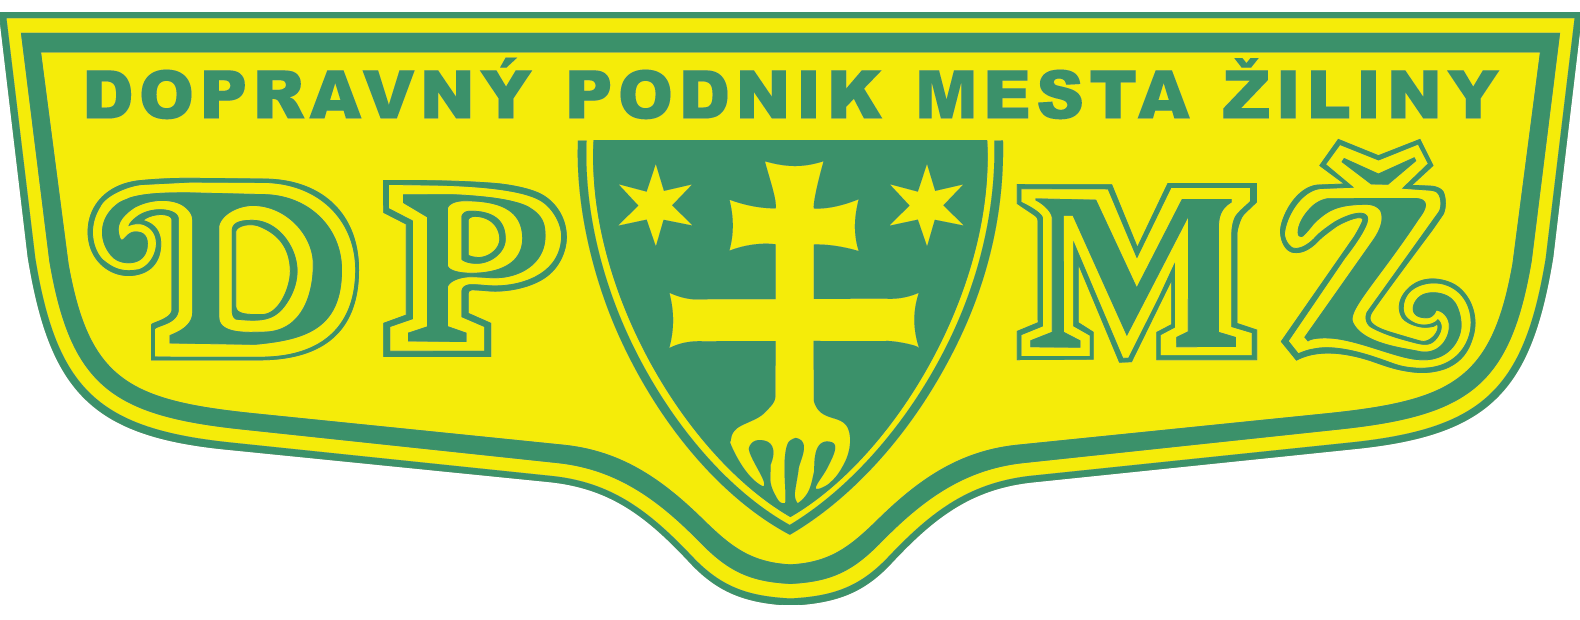 DOPRAVNÝ PODNIK MESTA ŽILINY
DP MŽ